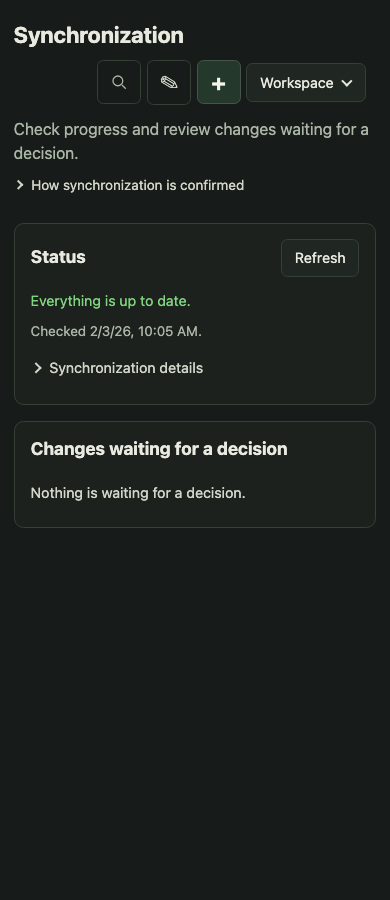 Synchronization
Workspace
Check progress and review changes waiting for a
decision.
How synchronization is confirmed
Status
Refresh
Everything is up to date.
Checked 2/3/26, 10:05 AM.
Synchronization details
Changes waiting for a decision
Nothing is waiting for a decision.